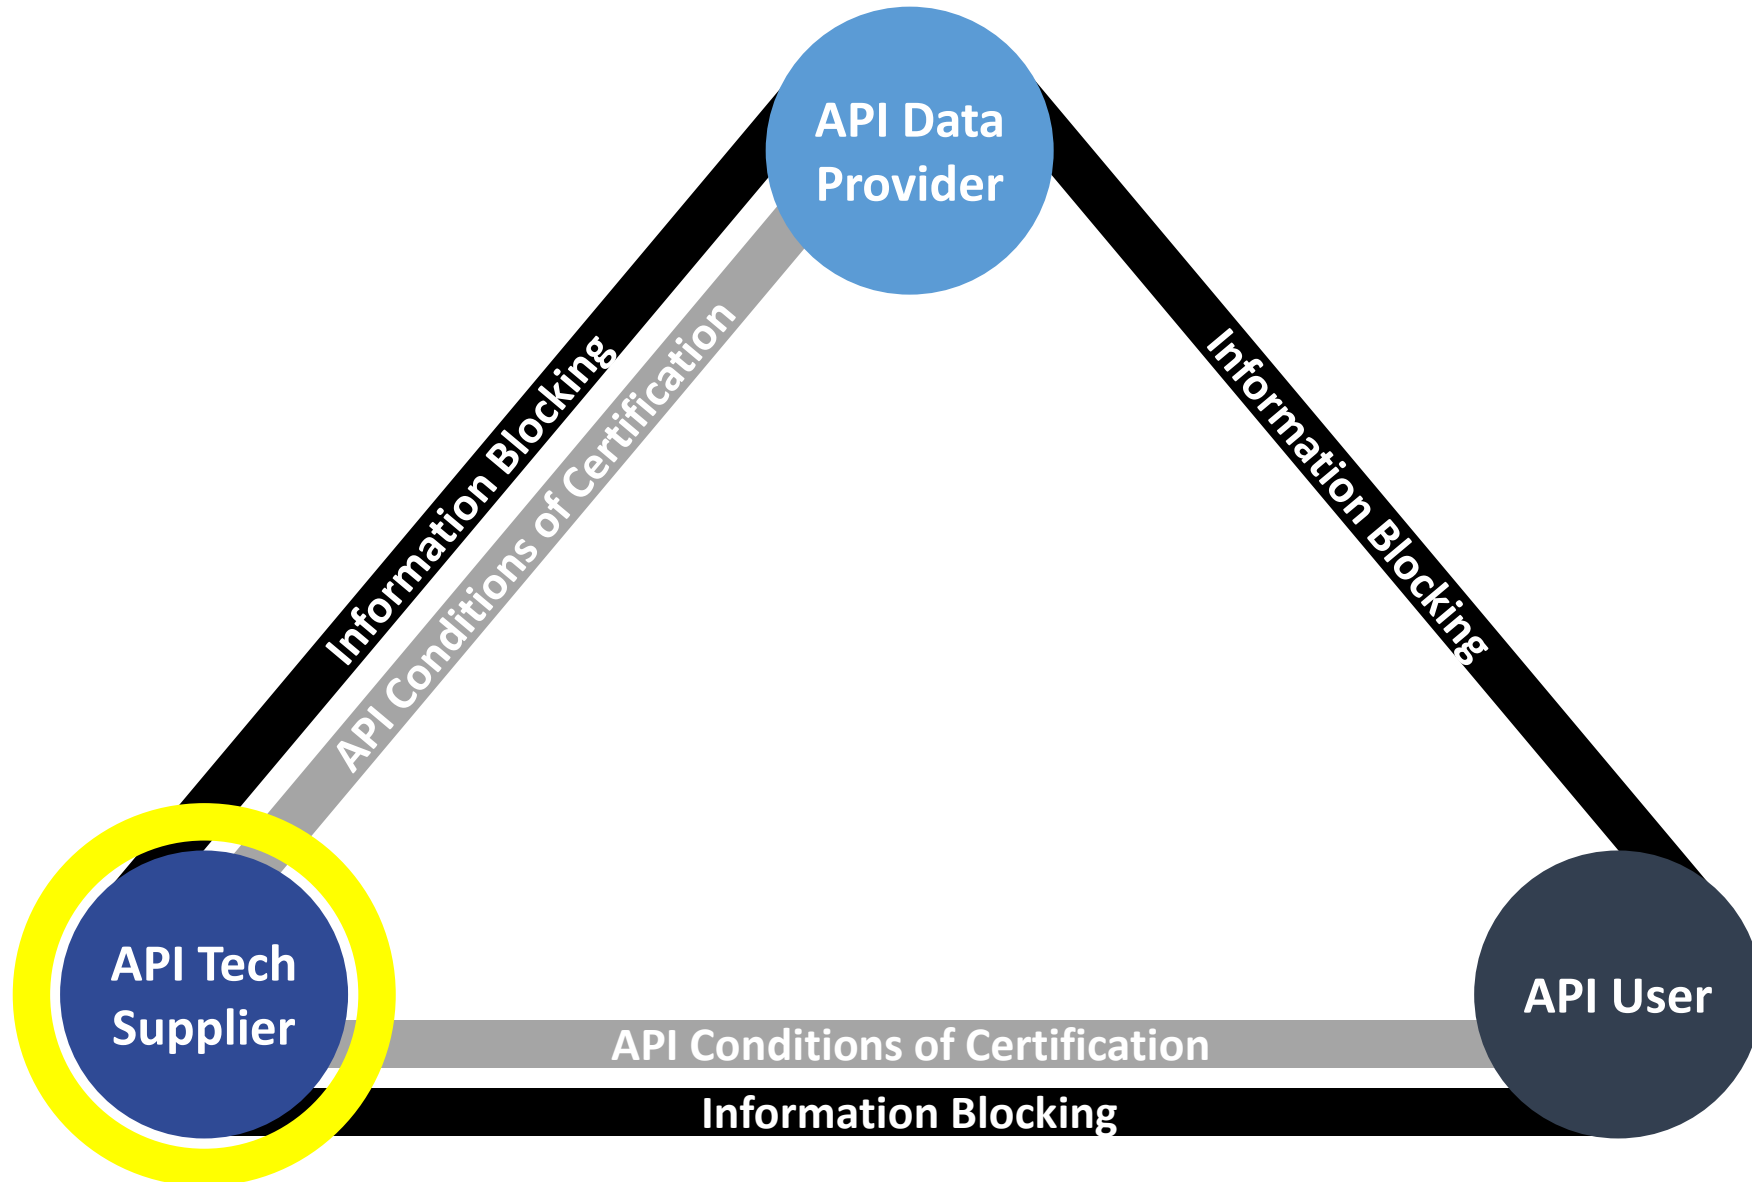 API Data
Provider
Information Blocking
API Conditions of Certification
Information Blocking
API Tech
Supplier
API User
API Conditions of Certification
Information Blocking